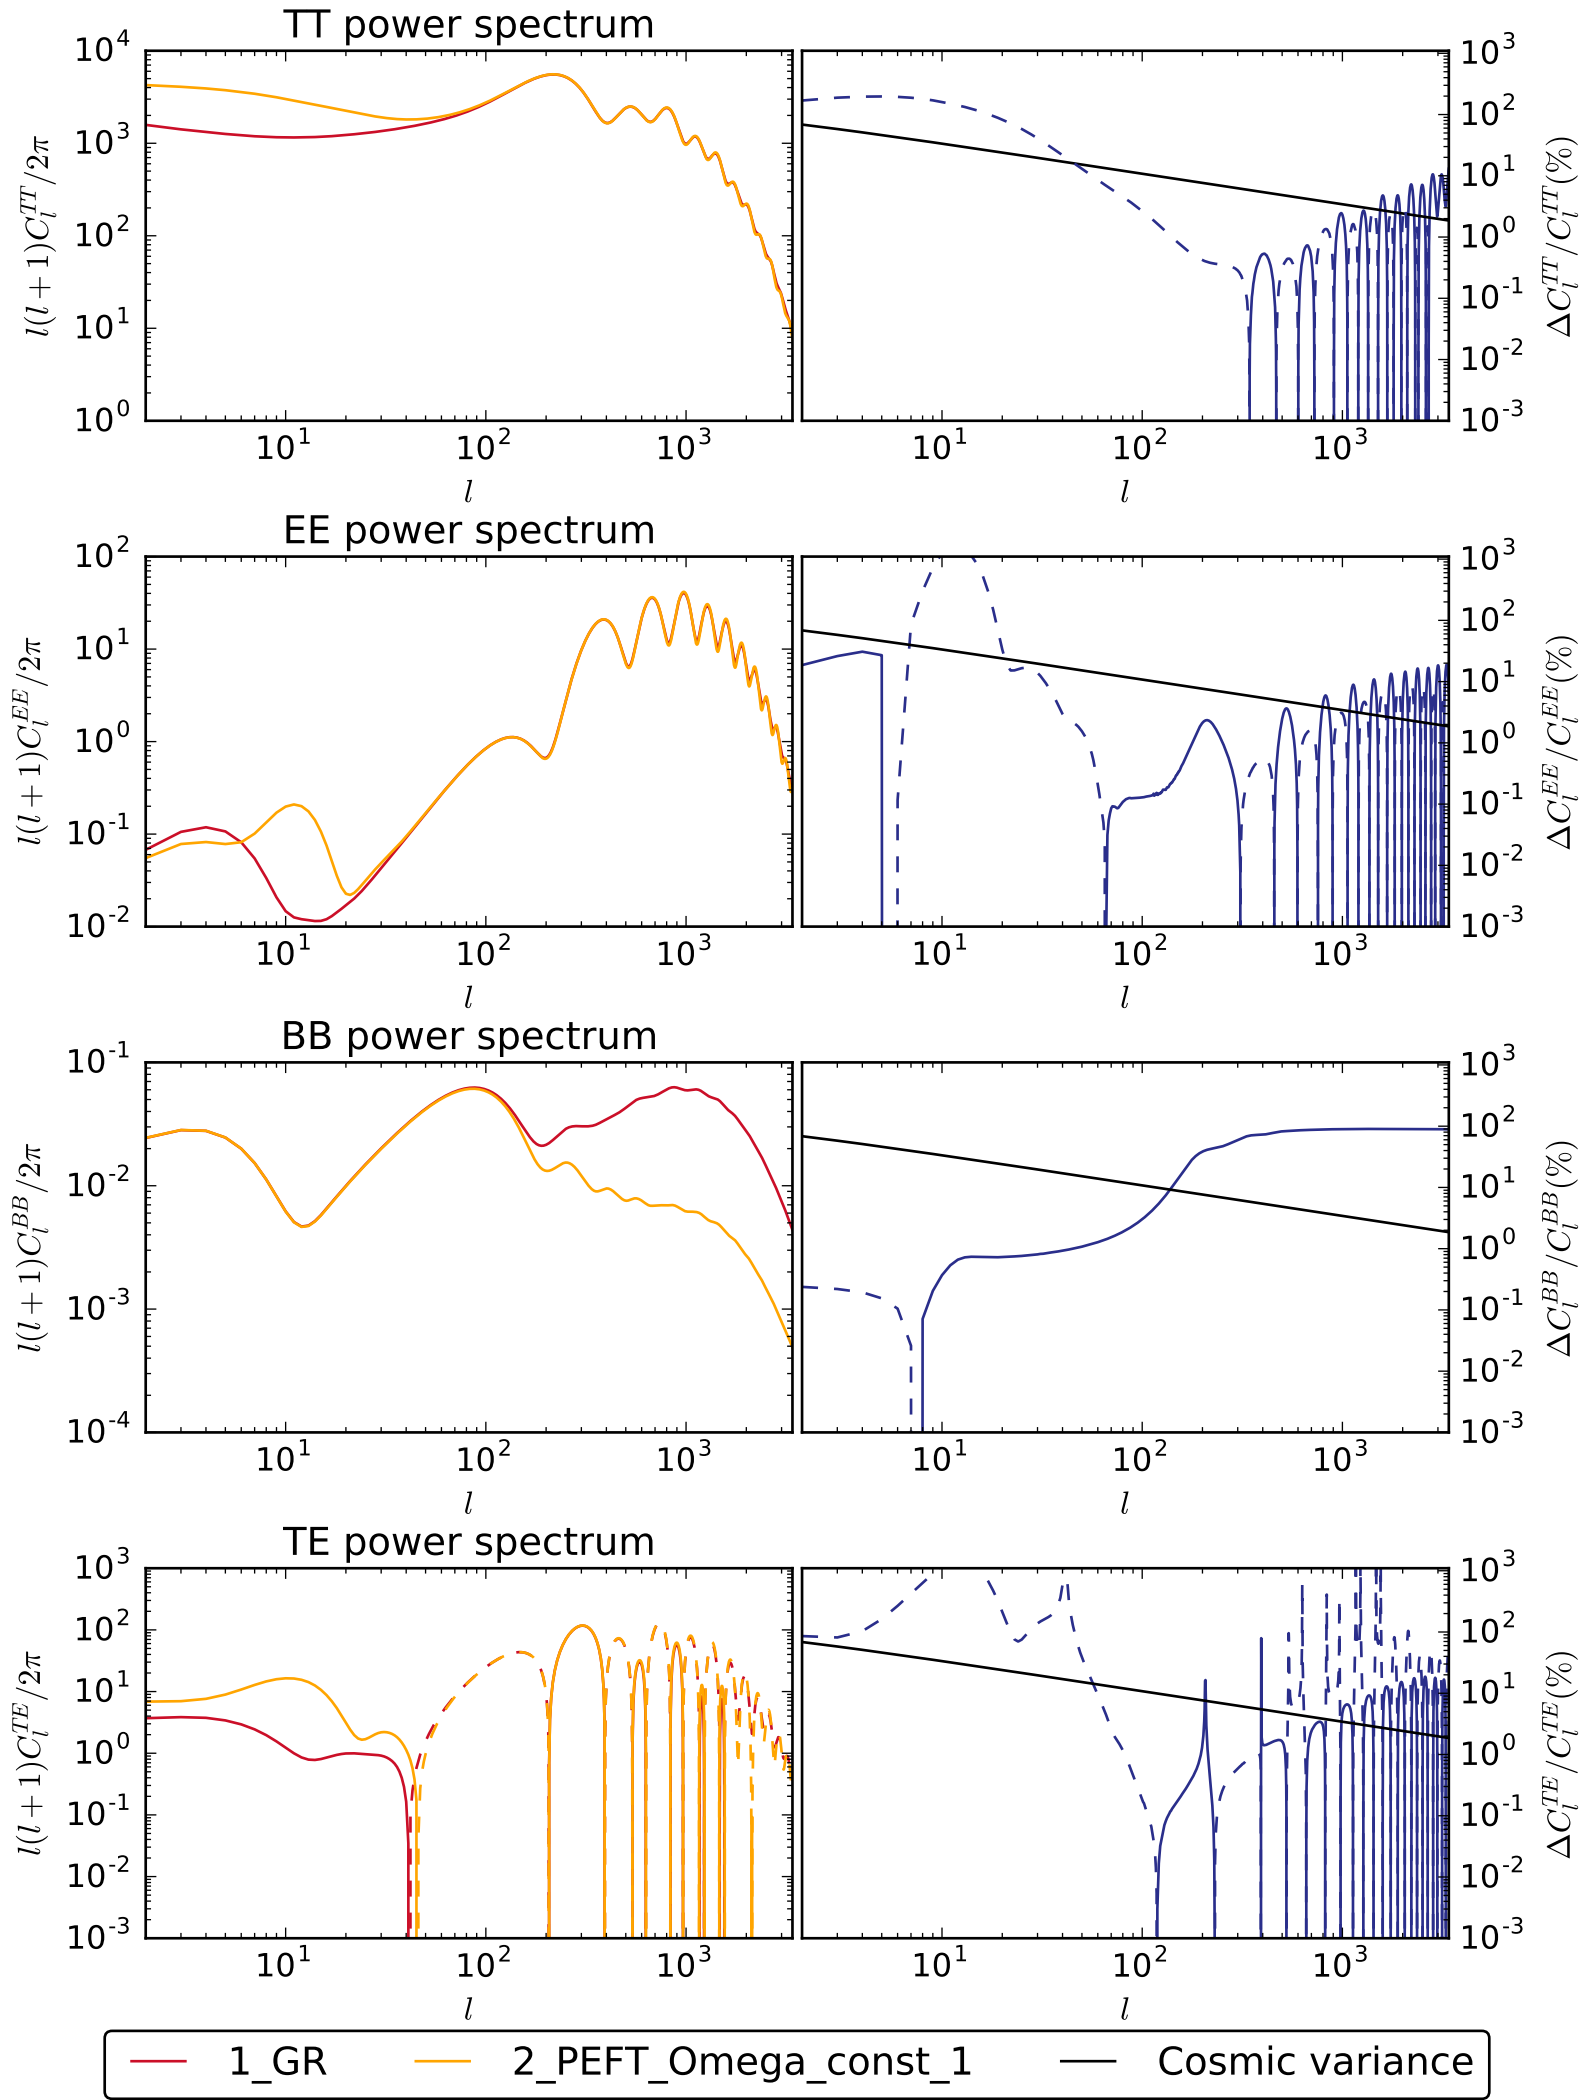 TT power spectrum
10^4
10^3
10^2
10^1
10^0
l(l+1)C_l^{TT}/2π
10^1 10^2 10^3
l
10^3
10^2
10^1
10^0
10^-1
10^-2
10^-3
ΔC_l^{TT}/C_l^{TT}(%)
10^1 10^2 10^3
l
EE power spectrum
10^2
10^1
10^0
10^-1
10^-2
l(l+1)C_l^{EE}/2π
10^1 10^2 10^3
l
10^3
10^2
10^1
10^0
10^-1
10^-2
10^-3
ΔC_l^{EE}/C_l^{EE}(%)
10^1 10^2 10^3
l
BB power spectrum
10^-1
10^-2
10^-3
10^-4
l(l+1)C_l^{BB}/2π
10^1 10^2 10^3
l
10^3
10^2
10^1
10^0
10^-1
10^-2
10^-3
ΔC_l^{BB}/C_l^{BB}(%)
10^1 10^2 10^3
l
TE power spectrum
10^3
10^2
10^1
10^0
10^-1
10^-2
10^-3
l(l+1)C_l^{TE}/2π
10^1 10^2 10^3
l
10^3
10^2
10^1
10^0
10^-1
10^-2
10^-3
ΔC_l^{TE}/C_l^{TE}(%)
10^1 10^2 10^3
l
1_GR 2_PEFT_Omega_const_1 Cosmic variance